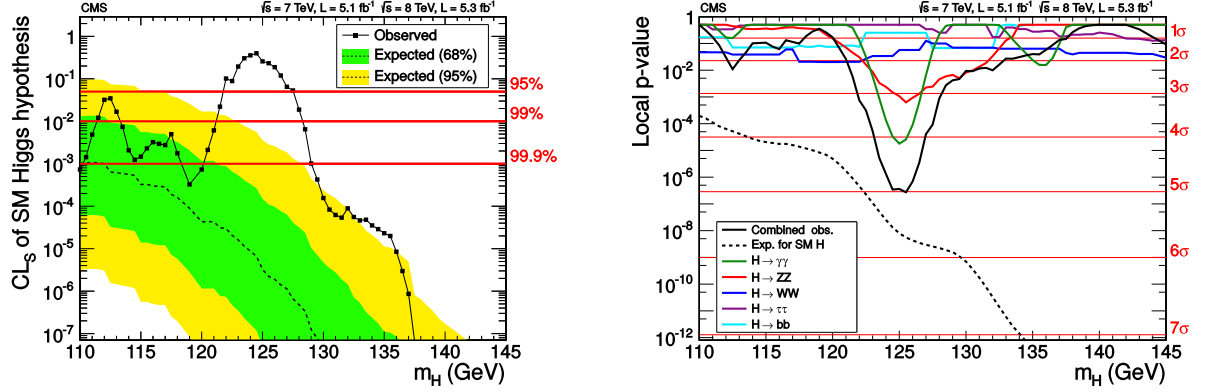 CMS √s = 7 TeV, L = 5.1 fb⁻¹ √s = 8 TeV, L = 5.3 fb⁻¹
CL_S of SM Higgs hypothesis
1
10⁻¹
10⁻²
10⁻³
10⁻⁴
10⁻⁵
10⁻⁶
10⁻⁷
Observed
Expected (68%)
Expected (95%)
95%
99%
99.9%
110 115 120 125 130 135 140 145
m_H (GeV)
CMS √s = 7 TeV, L = 5.1 fb⁻¹ √s = 8 TeV, L = 5.3 fb⁻¹
Local p-value
1
10⁻²
10⁻⁴
10⁻⁶
10⁻⁸
10⁻¹⁰
10⁻¹²
1σ
2σ
3σ
4σ
5σ
6σ
7σ
Combined obs.
Exp. for SM H
H → γγ
H → ZZ
H → WW
H → ττ
H → bb
110 115 120 125 130 135 140 145
m_H (GeV)